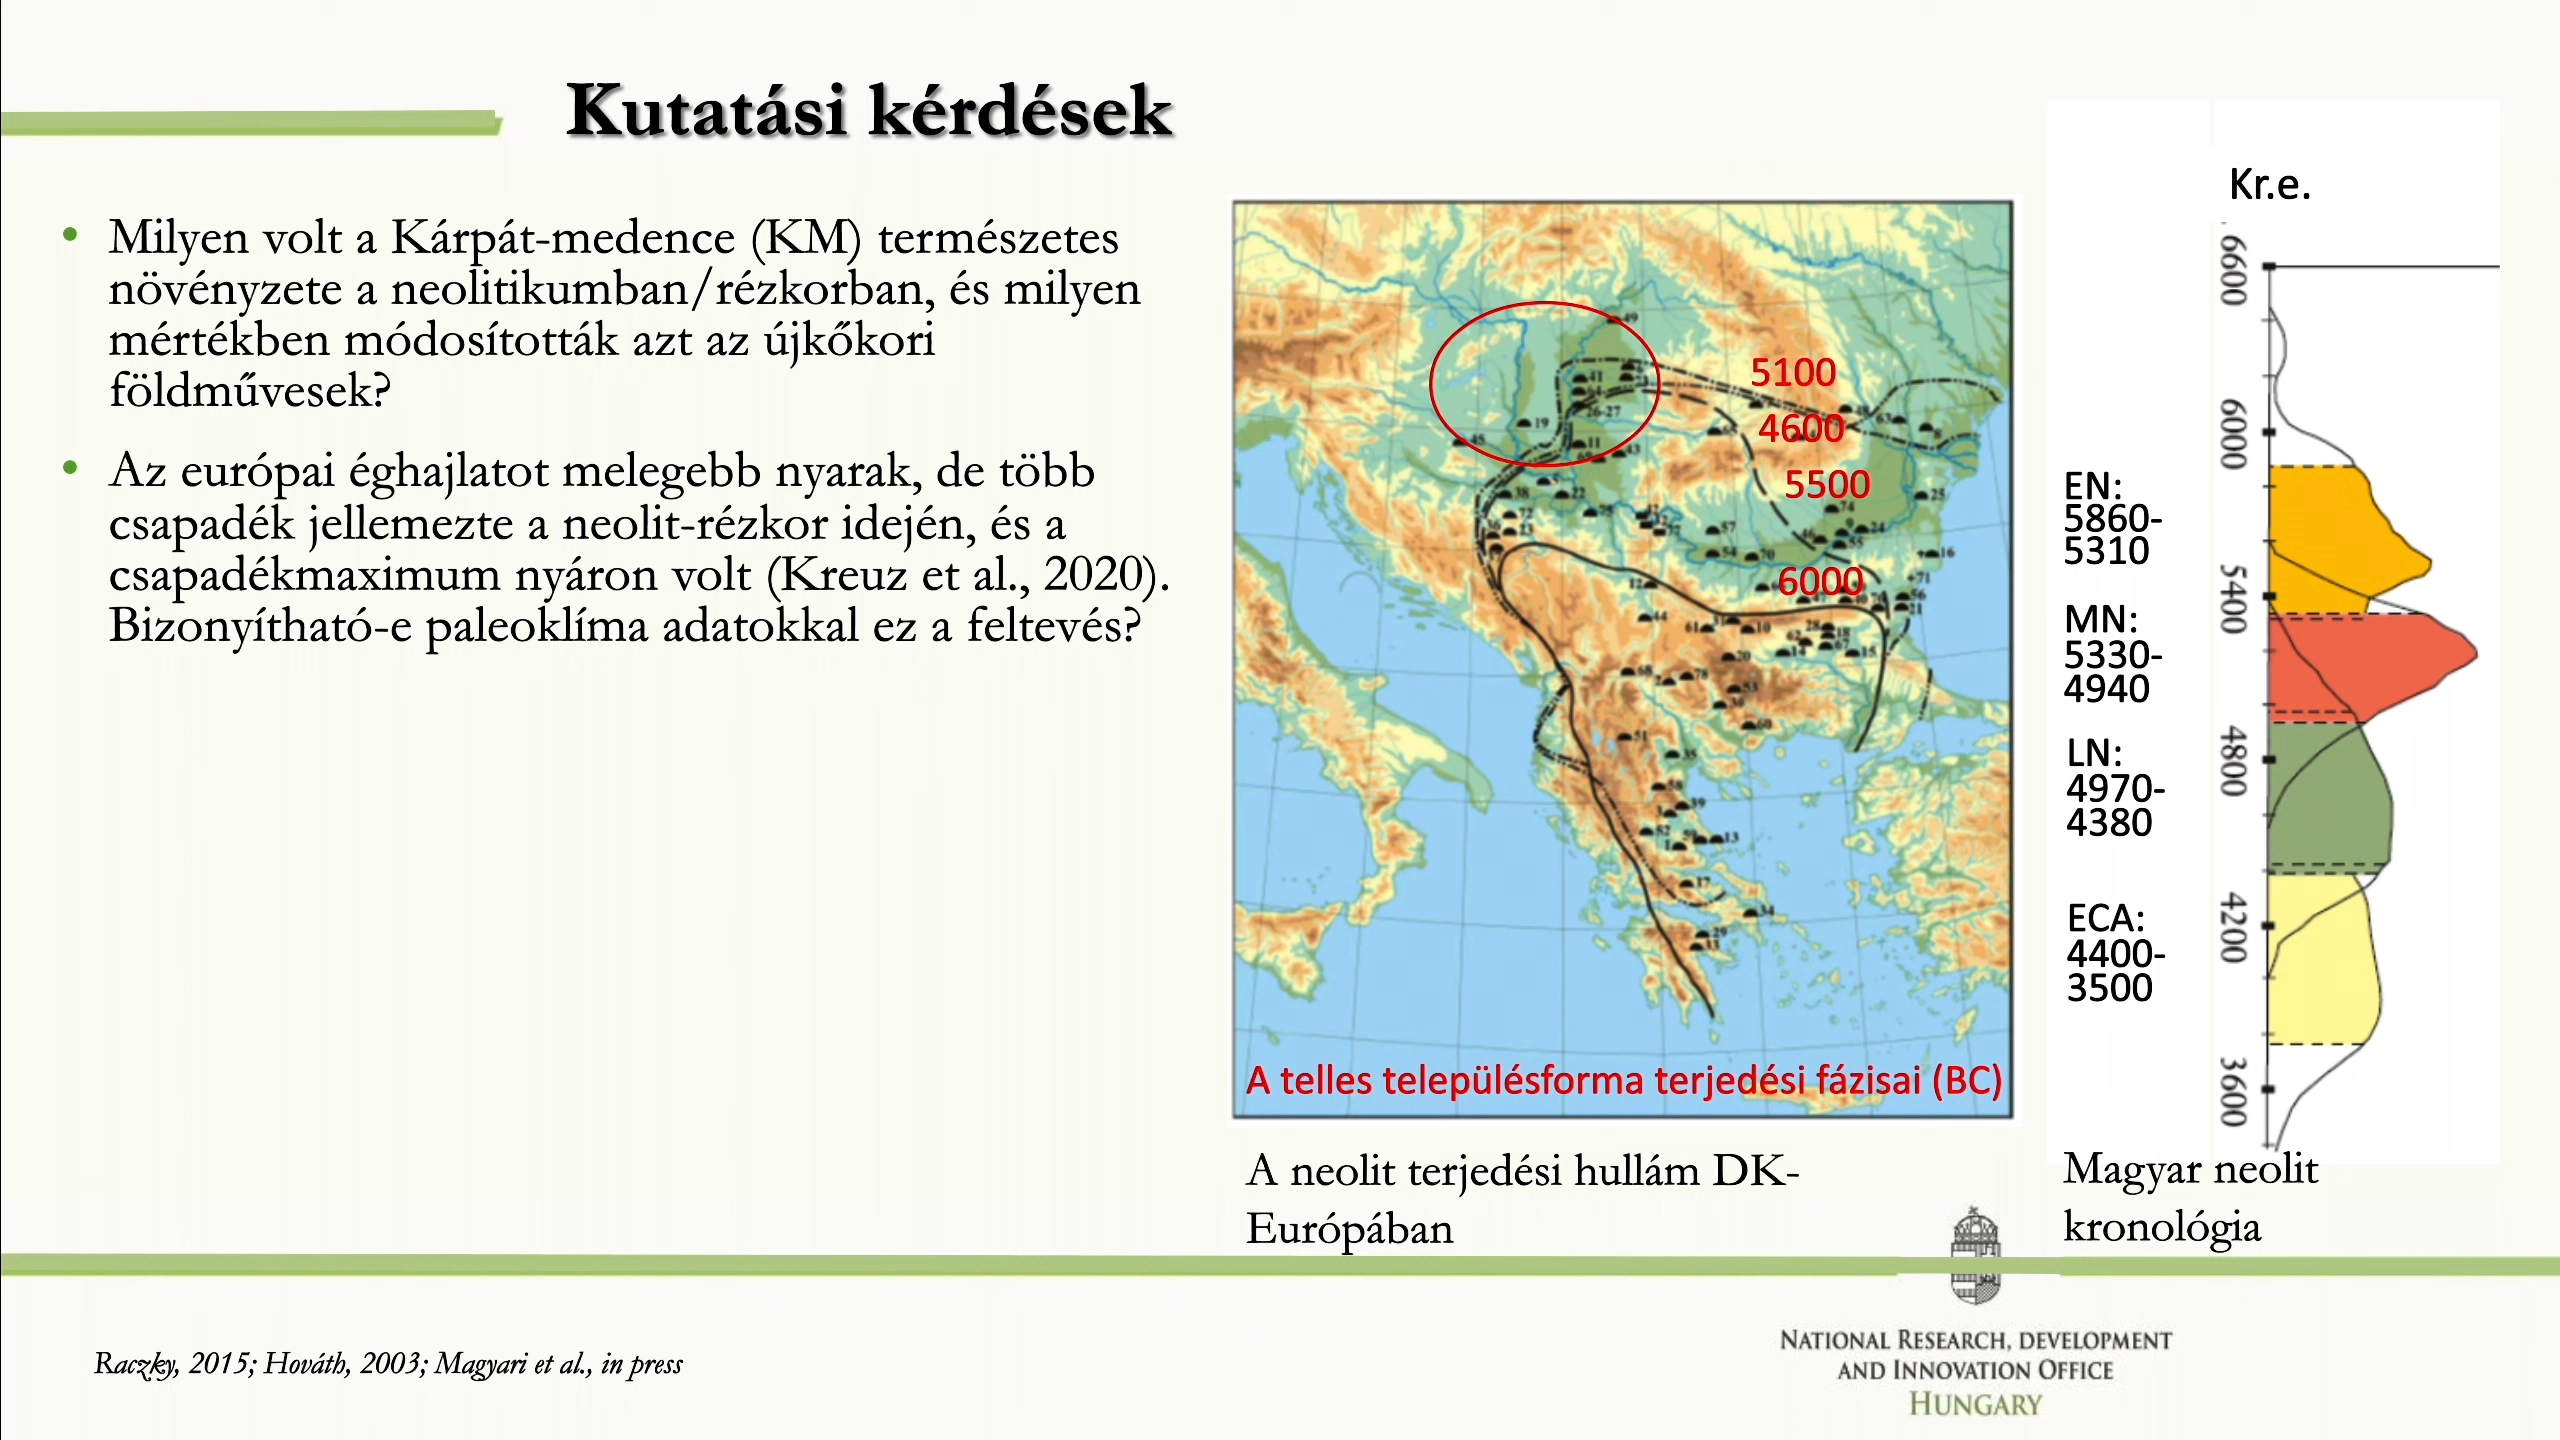 Kutatási kérdések
• Milyen volt a Kárpát-medence (KM) természetes
növényzete a neolitikumban/rézkorban, és milyen
mértékben módosították azt az újkőkori
földművesek?
• Az európai éghajlatot melegebb nyarak, de több
csapadék jellemezte a neolit-rézkor idején, és a
csapadékmaximum nyáron volt (Kreuz et al., 2020).
Bizonyítható-e paleoklíma adatokkal ez a feltevés?
5100
4600
5500
6000
A telles településforma terjedési fázisai (BC)
A neolit terjedési hullám DK-
Európában
Kr.e.
6600
6000
5400
4800
4200
3600
EN:
5860-
5310
MN:
5330-
4940
LN:
4970-
4380
ECA:
4400-
3500
Magyar neolit
kronológia
Raczky, 2015; Hováth, 2003; Magyari et al., in press
NATIONAL RESEARCH, DEVELOPMENT
AND INNOVATION OFFICE
HUNGARY